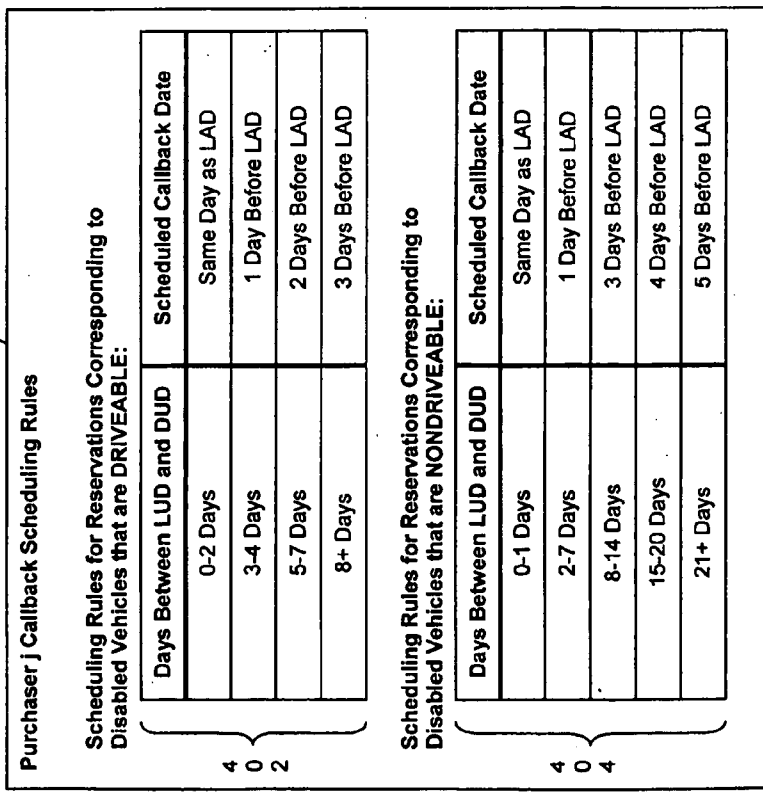 Purchaser j Callback Scheduling Rules
Scheduling Rules for Reservations Corresponding to
Disabled Vehicles that are DRIVEABLE:
Days Between LUD and DUD Scheduled Callback Date
0-2 Days Same Day as LAD
3-4 Days 1 Day Before LAD
5-7 Days 2 Days Before LAD
8+ Days 3 Days Before LAD
402
Scheduling Rules for Reservations Corresponding to
Disabled Vehicles that are NONDRIVEABLE:
Days Between LUD and DUD Scheduled Callback Date
0-1 Days Same Day as LAD
2-7 Days 1 Day Before LAD
8-14 Days 3 Days Before LAD
15-20 Days 4 Days Before LAD
21+ Days 5 Days Before LAD
404